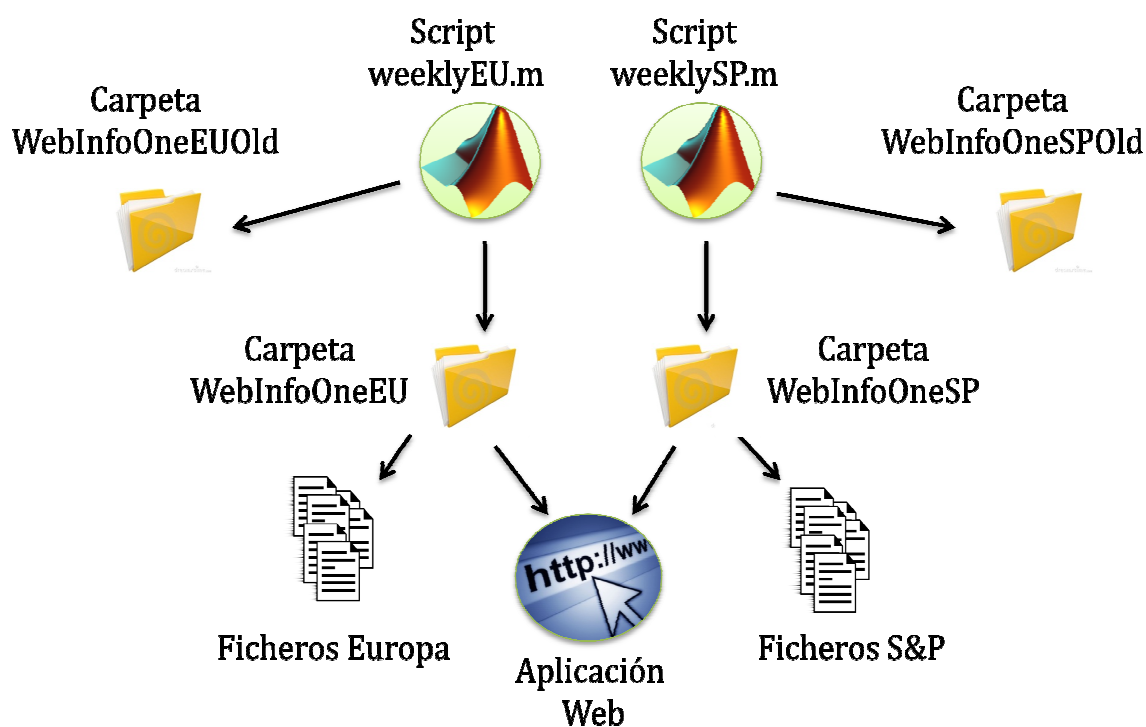 Script
weeklyEU.m
Script
weeklySP.m
Carpeta
WebInfoOneEUOld
Carpeta
WebInfoOneSPOld
Carpeta
WebInfoOneEU
Carpeta
WebInfoOneSP
http://ww
Ficheros Europa
Aplicación
Web
Ficheros S&P